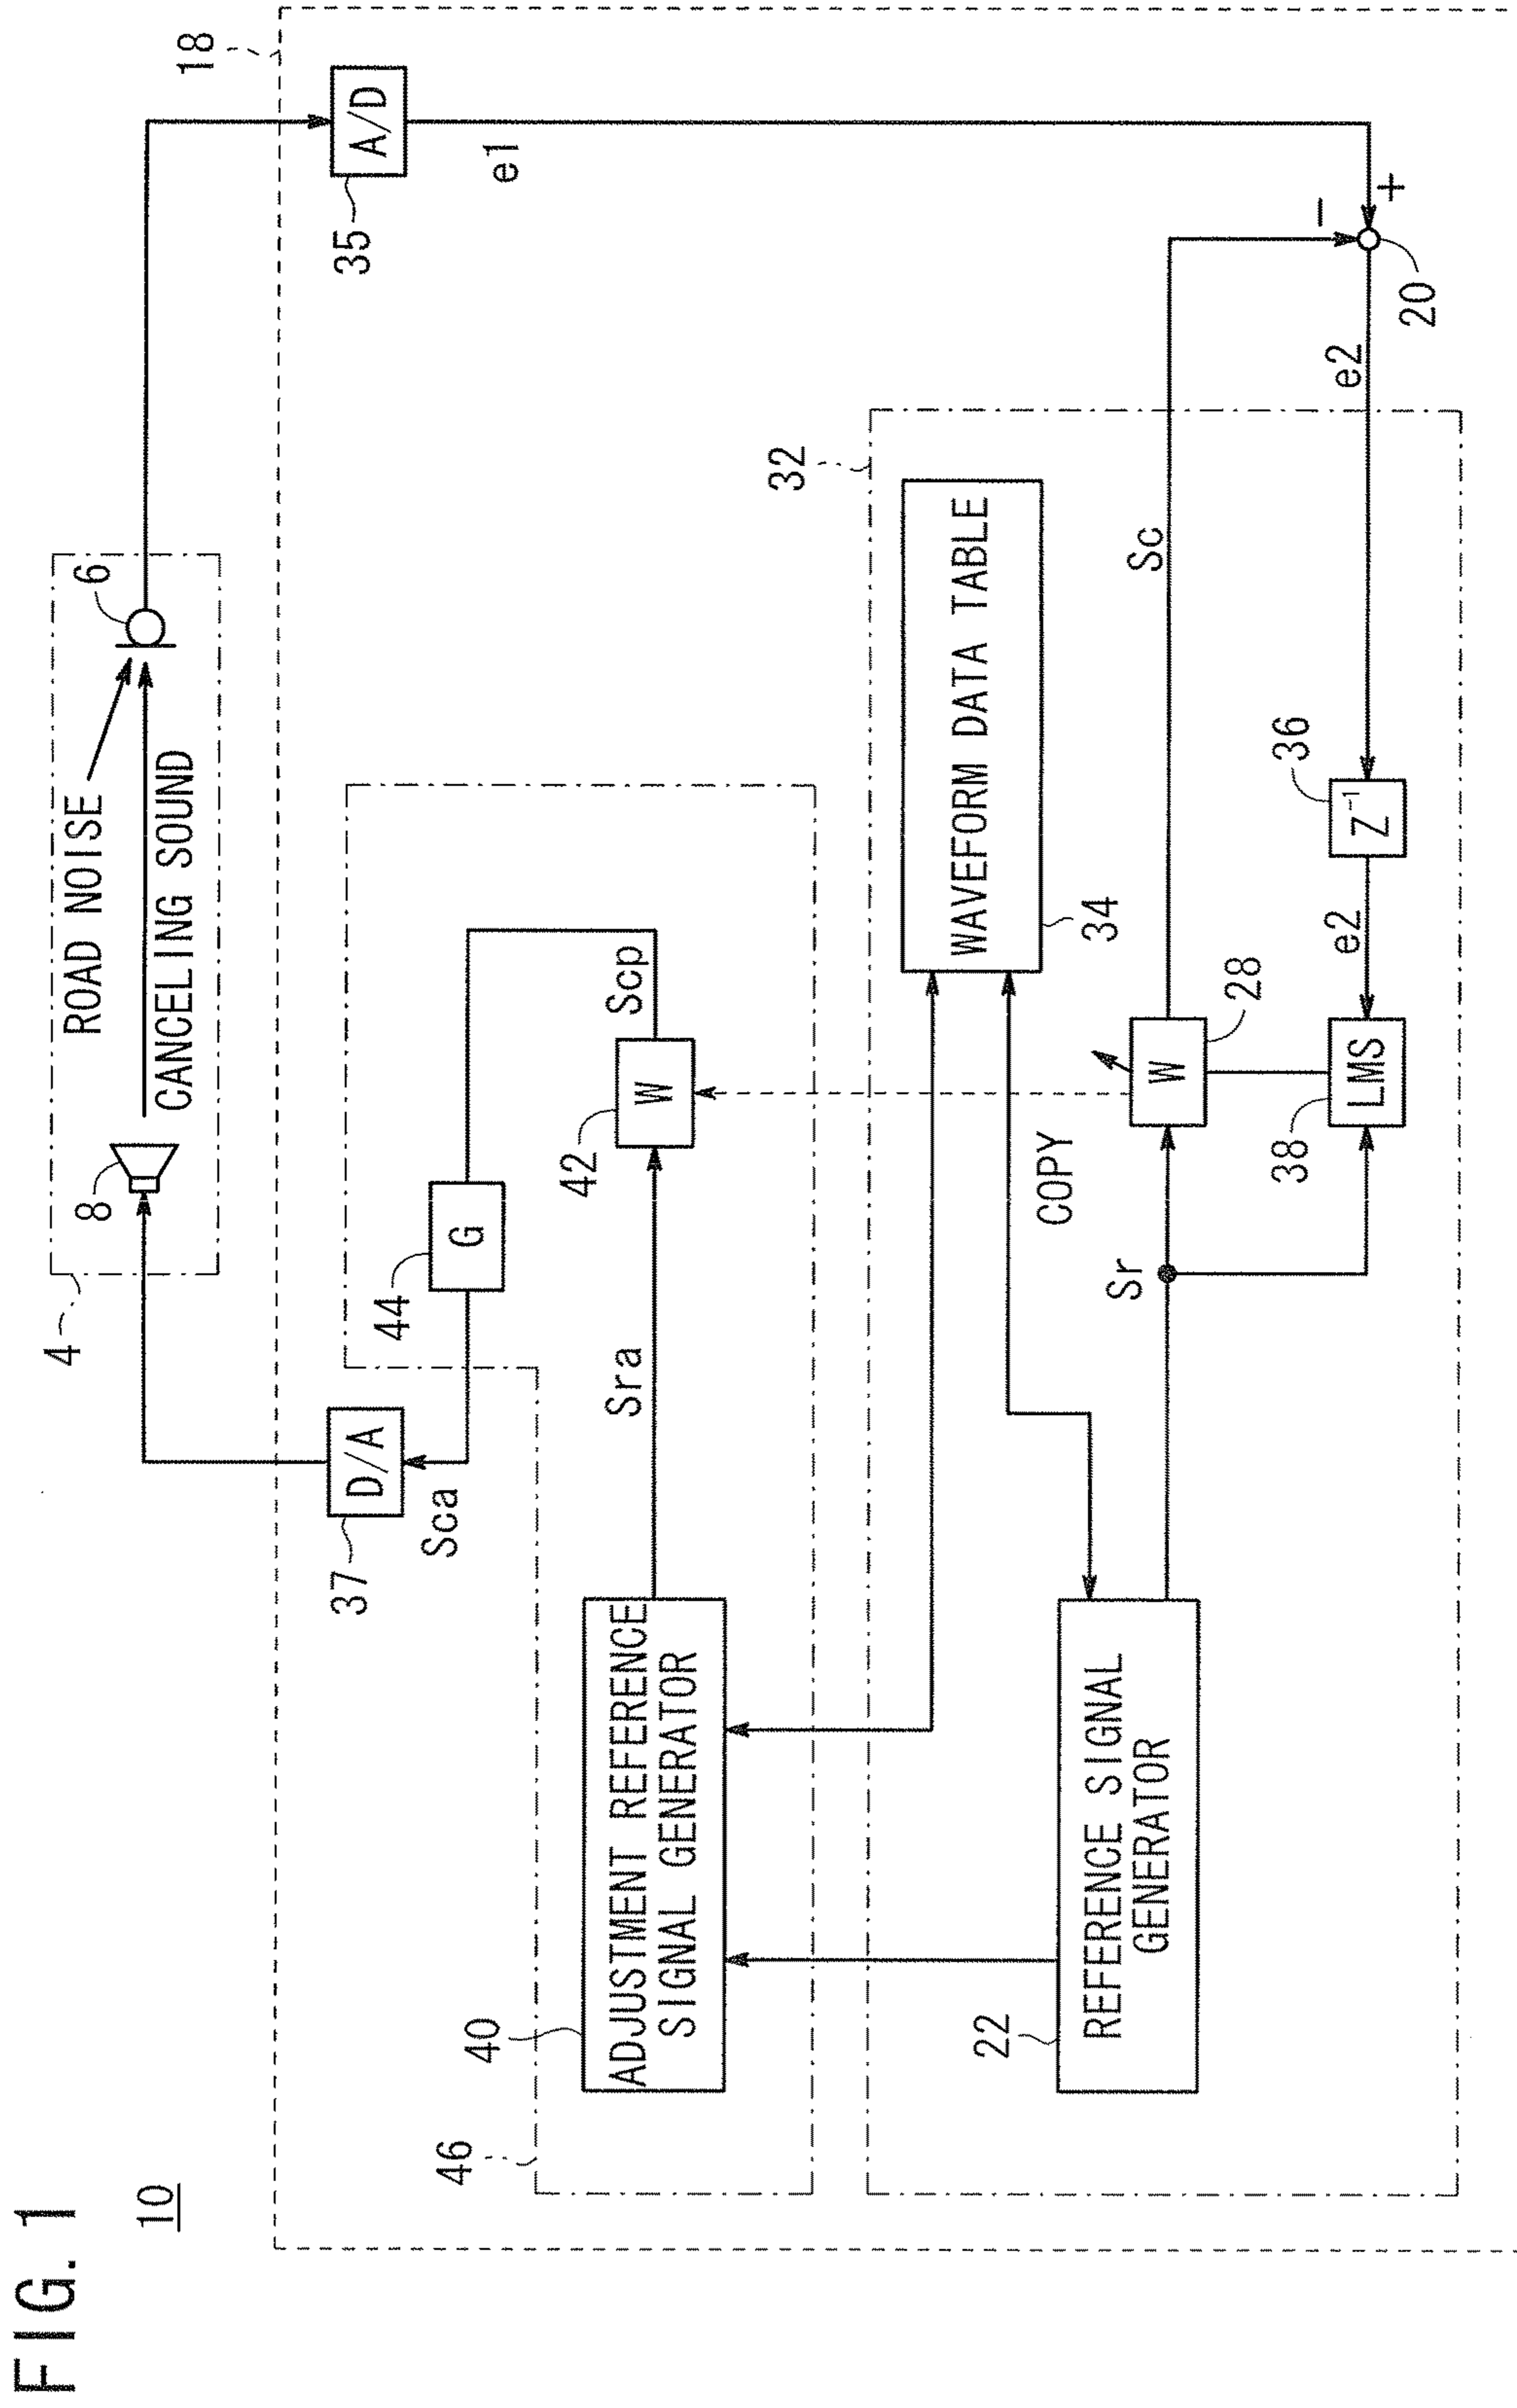 FIG. 1
10
4
8
ROAD NOISE
6
CANCELING SOUND
18
37
D/A
35
A/D
Sca
44
G
e1
46
40
ADJUSTMENT REFERENCE
SIGNAL GENERATOR
Sra
42
W
Scp
32
WAVEFORM DATA TABLE
34
COPY
22
REFERENCE SIGNAL
GENERATOR
Sr
W
28
Sc
38
LMS
e2
36
Z-1
e2
−
+
20